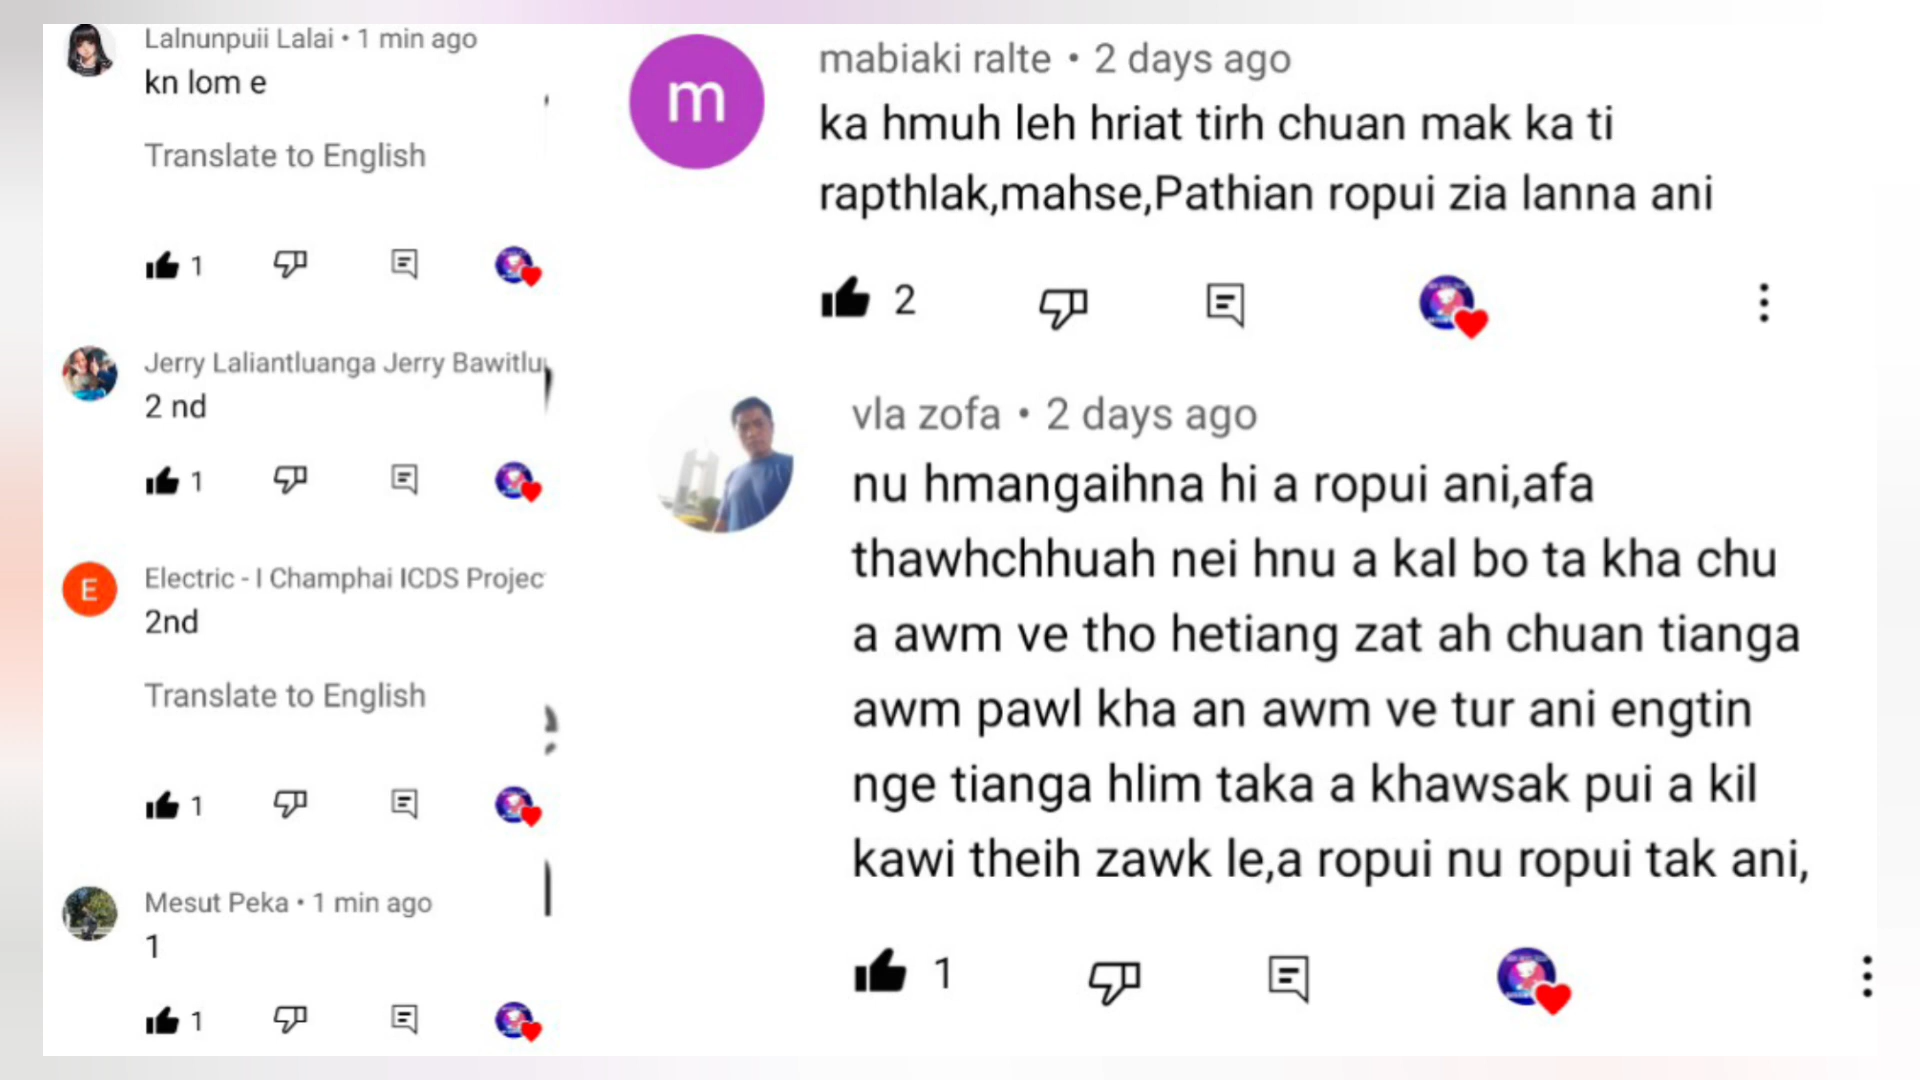 Lalnunpuii Lalai • 1 min ago
kn lom e
Translate to English
1
Jerry Laliantluanga Jerry Bawitlu
2 nd
1
E
Electric - I Champhai ICDS Projec
2nd
Translate to English
1
Mesut Peka • 1 min ago
1
1
m
mabiaki ralte • 2 days ago
ka hmuh leh hriat tirh chuan mak ka ti
rapthlak,mahse,Pathian ropui zia lanna ani
2
vla zofa • 2 days ago
nu hmangaihna hi a ropui ani,afa
thawhchhuah nei hnu a kal bo ta kha chu
a awm ve tho hetiang zat ah chuan tianga
awm pawl kha an awm ve tur ani engtin
nge tianga hlim taka a khawsak pui a kil
kawi theih zawk le,a ropui nu ropui tak ani,
1